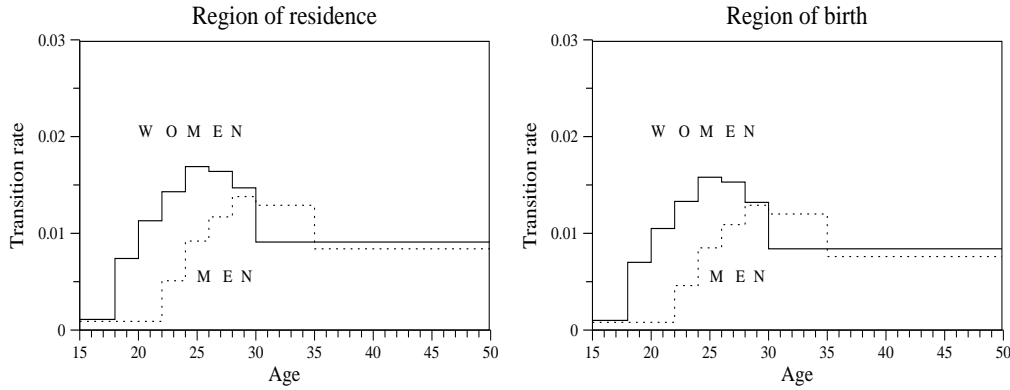 Region of residence
0.03
0.02
0.01
0
Transition rate
W O M E N
M E N
15 20 25 30 35 40 45 50
Age
Region of birth
0.03
0.02
0.01
0
Transition rate
W O M E N
M E N
15 20 25 30 35 40 45 50
Age